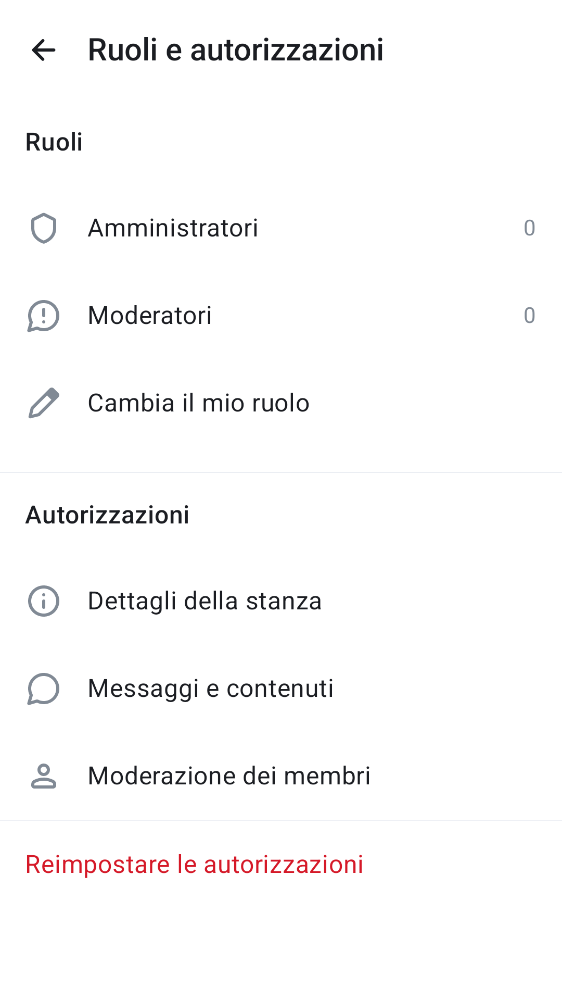 Ruoli e autorizzazioni
Ruoli
Amministratori 0
Moderatori 0
Cambia il mio ruolo
Autorizzazioni
Dettagli della stanza
Messaggi e contenuti
Moderazione dei membri
Reimpostare le autorizzazioni